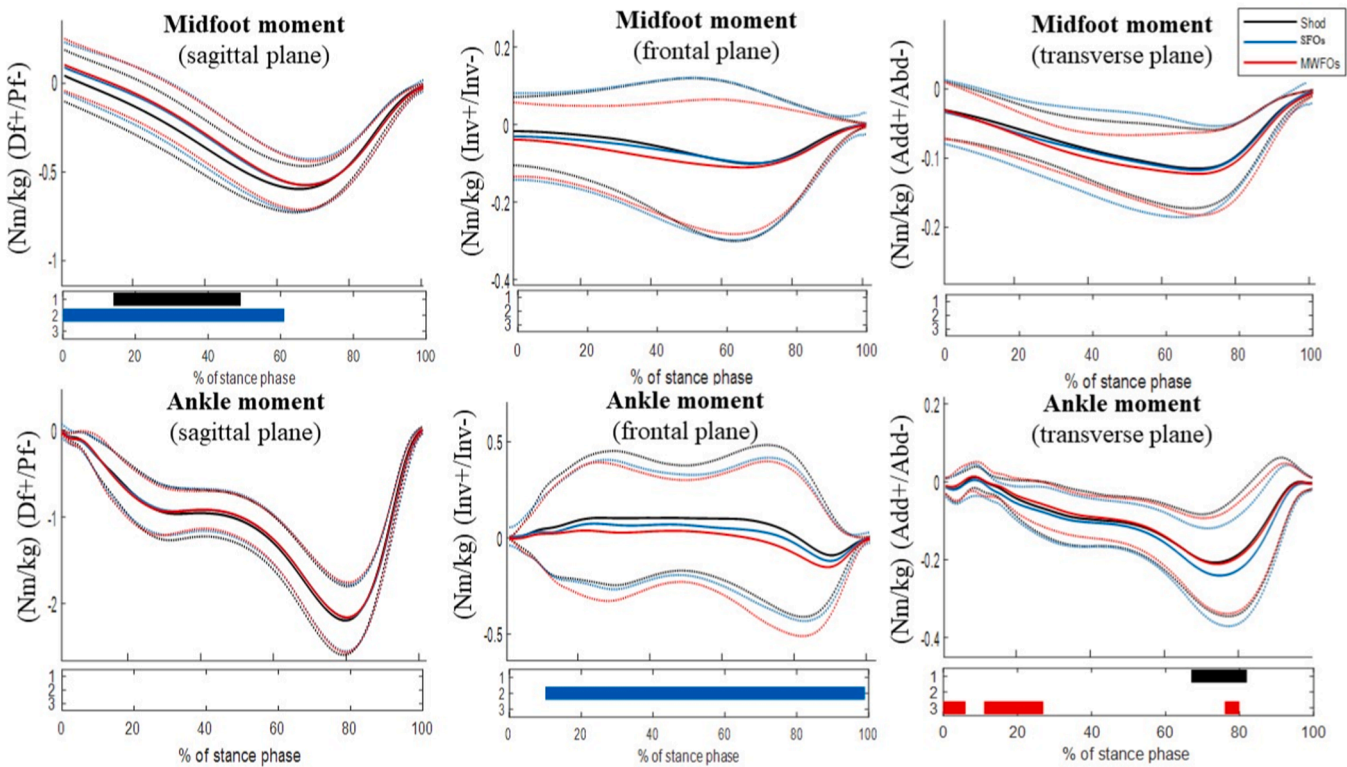 Midfoot moment
(sagittal plane)
(Nm/kg) (Df+/Pf-)
0
-0.5
-1
1
2
3
0 20 40 60 80 100
% of stance phase
Midfoot moment
(frontal plane)
(Nm/kg) (Inv+/Inv-)
0.2
0
-0.2
-0.4
1
2
3
0 20 40 60 80 100
% of stance phase
Midfoot moment
(transverse plane)
(Nm/kg) (Add+/Abd-)
0
-0.1
-0.2
1
2
3
0 20 40 60 80 100
% of stance phase
Shod
SFOs
MWFOs
Ankle moment
(sagittal plane)
(Nm/kg) (Df+/Pf-)
0
-1
-2
1
2
3
0 20 40 60 80 100
% of stance phase
Ankle moment
(frontal plane)
(Nm/kg) (Inv+/Inv-)
0.5
0
-0.5
1
2
3
0 20 40 60 80 100
% of stance phase
Ankle moment
(transverse plane)
(Nm/kg) (Add+/Abd-)
0.2
0
-0.2
-0.4
1
2
3
0 20 40 60 80 100
% of stance phase